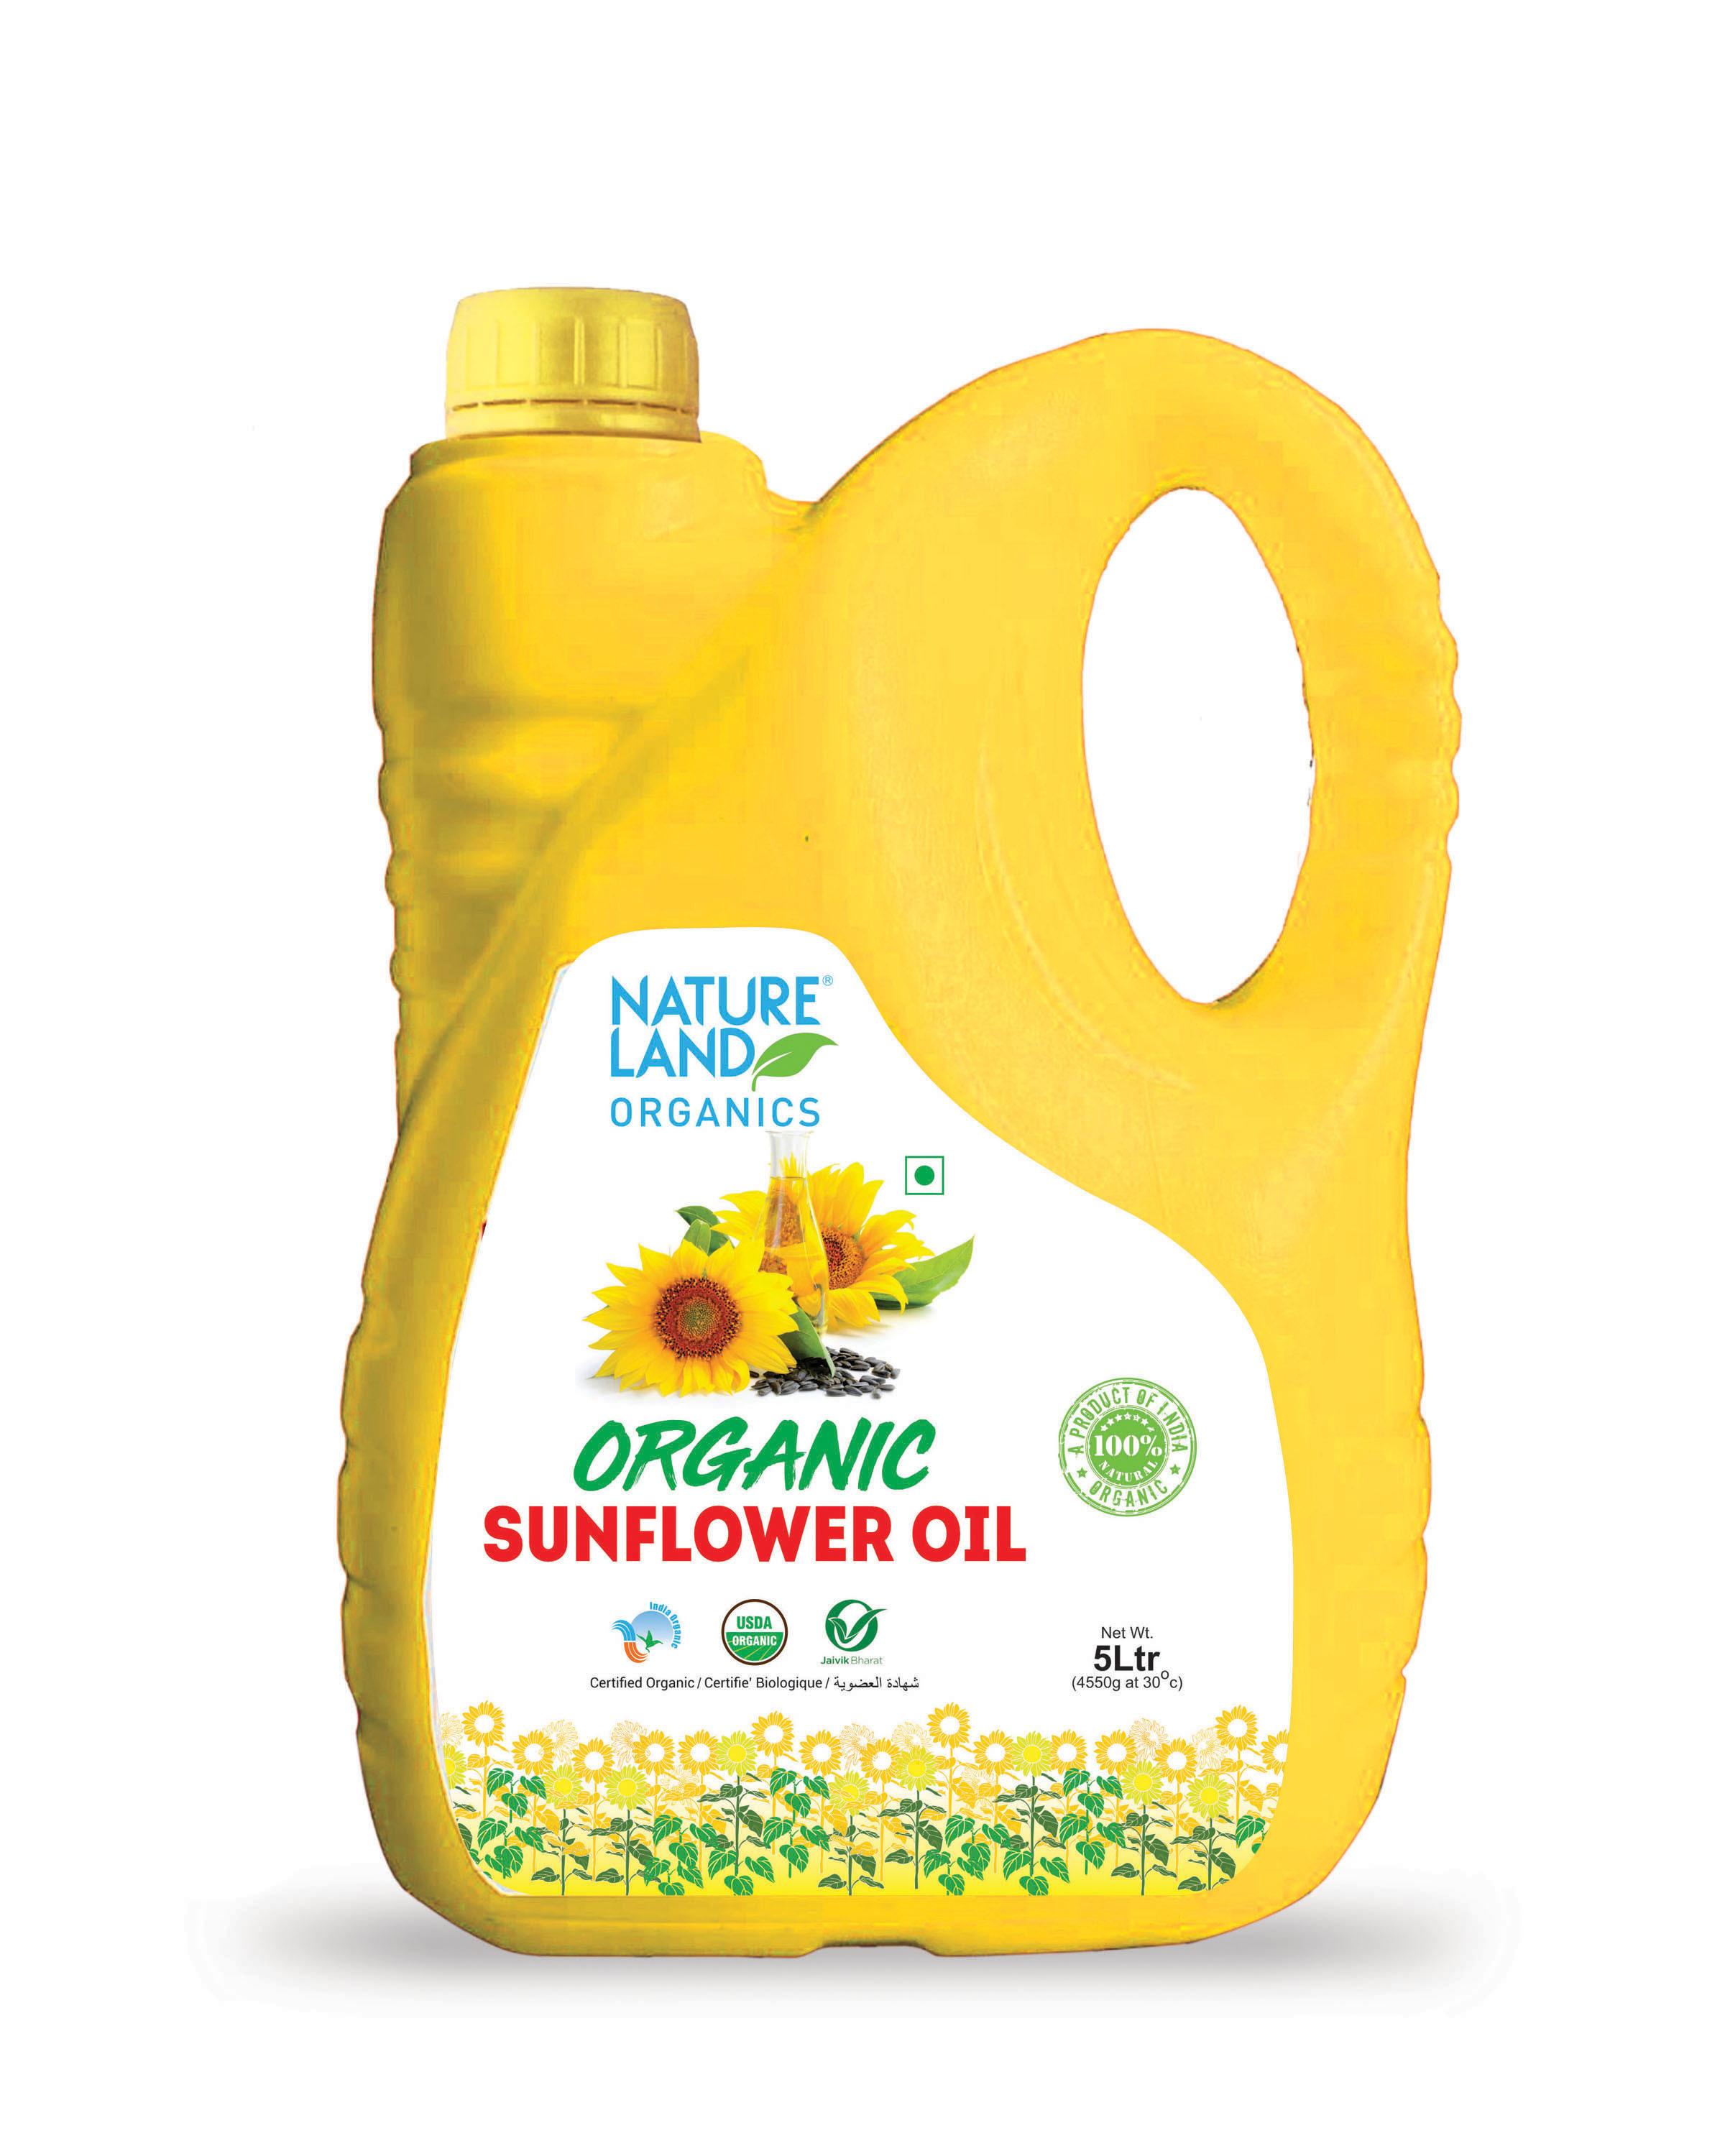 NATURE®
LAND
ORGANICS
A PRODUCT OF INDIA
100%
NATURAL
ORGANIC
ORGANIC
SUNFLOWER OIL
India Organic
USDA
ORGANIC
Jaivik Bharat
Certified Organic / Certifie' Biologique / شهادة العضوية
Net Wt.
5Ltr
(4550g at 30°c)